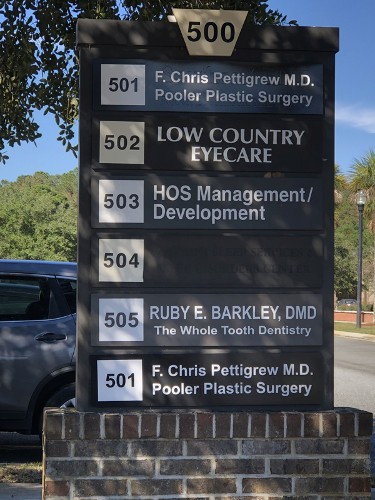 500
501 F. Chris Pettigrew M.D.
Pooler Plastic Surgery
502 LOW COUNTRY
EYECARE
503 HOS Management/
Development
504
505 RUBY E. BARKLEY, DMD
The Whole Tooth Dentistry
501 F. Chris Pettigrew M.D.
Pooler Plastic Surgery